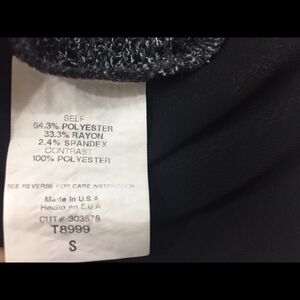 SELF
64.3% POLYESTER
33.3% RAYON
2.4% SPANDEX
CONTRAST
100% POLYESTER
SEE REVERSE FOR CARE INSTRUCTION
Made In U.S.A
Hecho en E.U.A
CUT # 303578
T8999
S